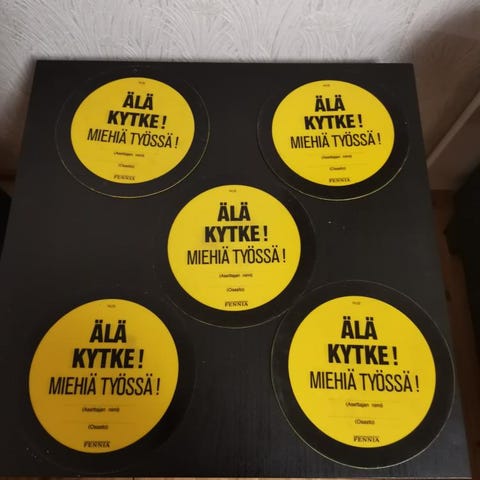 ÄLÄ
KYTKE!
MIEHIÄ TYÖSSÄ!
(Asettajan nimi)
(Osasto)
FENNIA
ÄLÄ
KYTKE!
MIEHIÄ TYÖSSÄ!
(Asettajan nimi)
(Osasto)
FENNIA
ÄLÄ
KYTKE!
MIEHIÄ TYÖSSÄ!
(Asettajan nimi)
(Osasto)
FENNIA
ÄLÄ
KYTKE!
MIEHIÄ TYÖSSÄ!
(Asettajan nimi)
(Osasto)
FENNIA
ÄLÄ
KYTKE!
MIEHIÄ TYÖSSÄ!
(Asettajan nimi)
(Osasto)
FENNIA